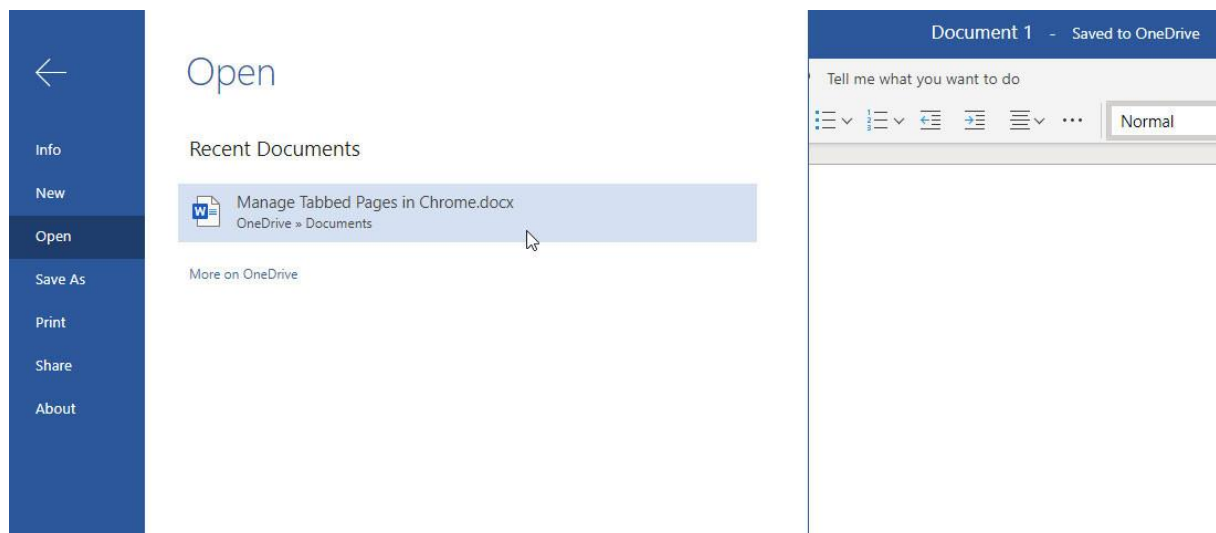 Info
New
Open
Save As
Print
Share
About
Open
Recent Documents
Manage Tabbed Pages in Chrome.docx
OneDrive » Documents
More on OneDrive
Document 1 - Saved to OneDrive
Tell me what you want to do
Normal